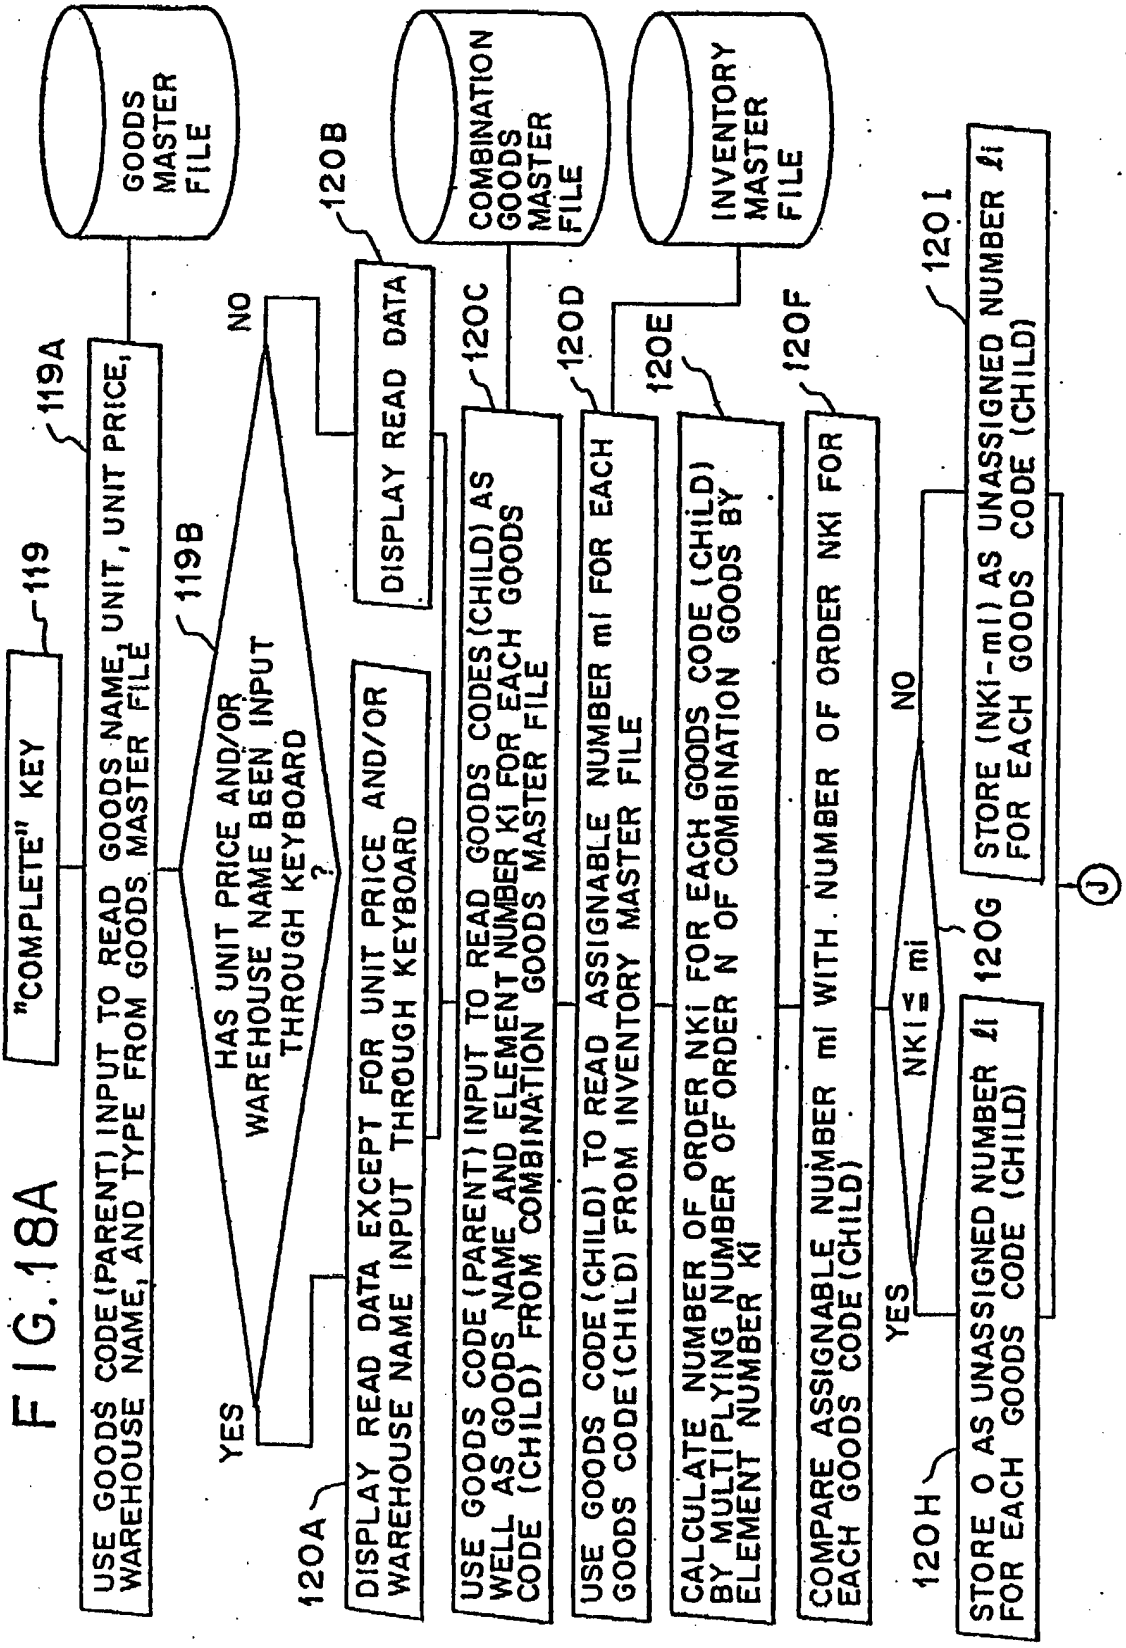 FIG. 18A
"COMPLETE" KEY
119
USE GOODS CODE (PARENT) INPUT TO READ GOODS NAME, UNIT, UNIT PRICE,
WAREHOUSE NAME, AND TYPE FROM GOODS MASTER FILE
119A
GOODS
MASTER
FILE
HAS UNIT PRICE AND/OR
WAREHOUSE NAME BEEN INPUT
THROUGH KEYBOARD
?
119B
YES
NO
120A
DISPLAY READ DATA EXCEPT FOR UNIT PRICE AND/OR
WAREHOUSE NAME INPUT THROUGH KEYBOARD
DISPLAY READ DATA
120B
USE GOODS CODE (PARENT) INPUT TO READ GOODS CODES (CHILD) AS
WELL AS GOODS NAME AND ELEMENT NUMBER Ki FOR EACH GOODS
CODE (CHILD) FROM COMBINATION GOODS MASTER FILE
120C
COMBINATION
GOODS
MASTER
FILE
USE GOODS CODE (CHILD) TO READ ASSIGNABLE NUMBER mi FOR EACH
GOODS CODE (CHILD) FROM INVENTORY MASTER FILE
120D
INVENTORY
MASTER
FILE
CALCULATE NUMBER OF ORDER NKi FOR EACH GOODS CODE (CHILD)
BY MULTIPLYING NUMBER OF ORDER N OF COMBINATION GOODS BY
ELEMENT NUMBER Ki
120E
COMPARE ASSIGNABLE NUMBER mi WITH NUMBER OF ORDER NKi FOR
EACH GOODS CODE (CHILD)
120F
NKi ≦ mi
120G
YES
NO
120H
STORE 0 AS UNASSIGNED NUMBER ℓi
FOR EACH GOODS CODE (CHILD)
STORE (NKi-mi) AS UNASSIGNED NUMBER ℓi
FOR EACH GOODS CODE (CHILD)
120I
J